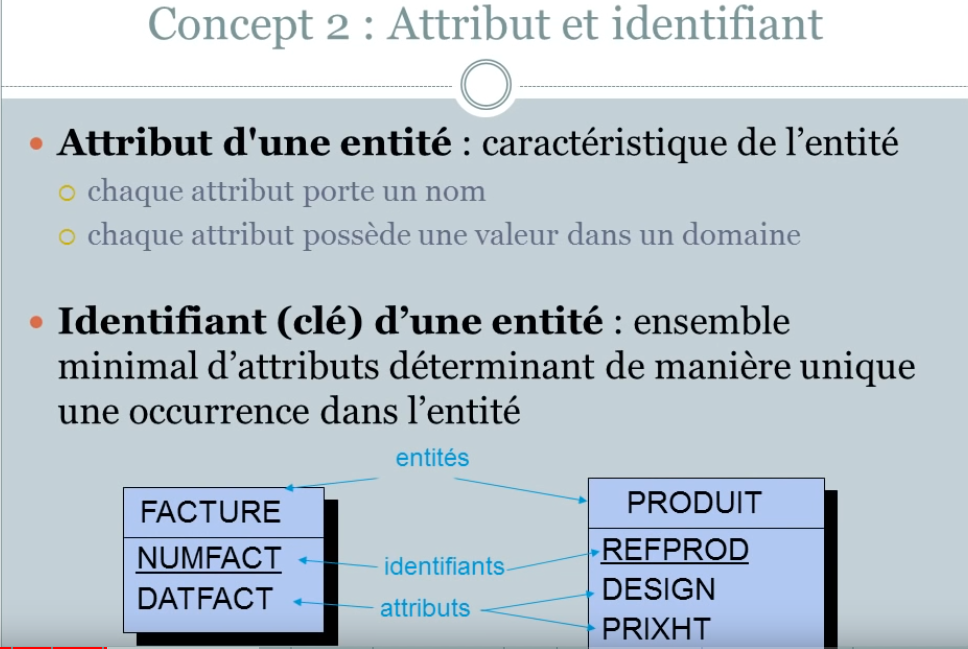 Concept 2 : Attribut et identifiant
• Attribut d'une entité : caractéristique de l’entité
○ chaque attribut porte un nom
○ chaque attribut possède une valeur dans un domaine
• Identifiant (clé) d’une entité : ensemble
minimal d’attributs déterminant de manière unique
une occurrence dans l’entité
entités
FACTURE
NUMFACT
DATFACT
identifiants
attributs
PRODUIT
REFPROD
DESIGN
PRIXHT